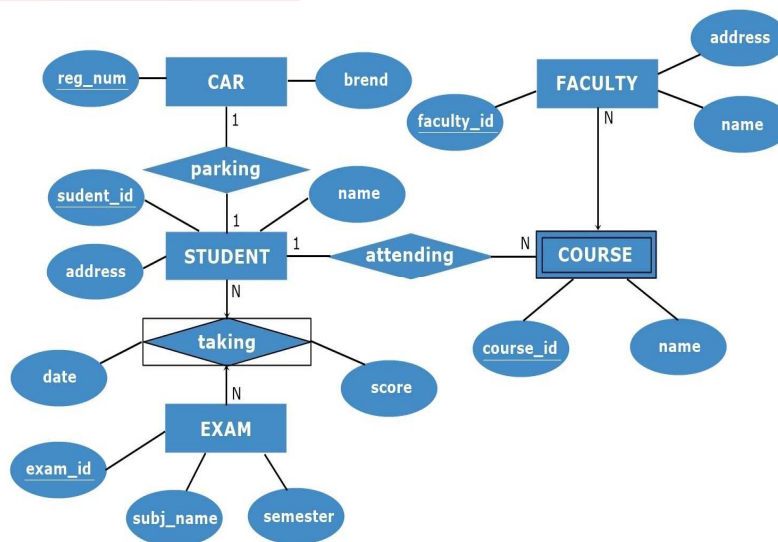 address
reg_num
CAR
brend
FACULTY
faculty_id
N
name
1
parking
sudent_id
name
1
address
STUDENT
1
attending
N
COURSE
N
date
taking
score
course_id
name
N
EXAM
exam_id
subj_name
semester